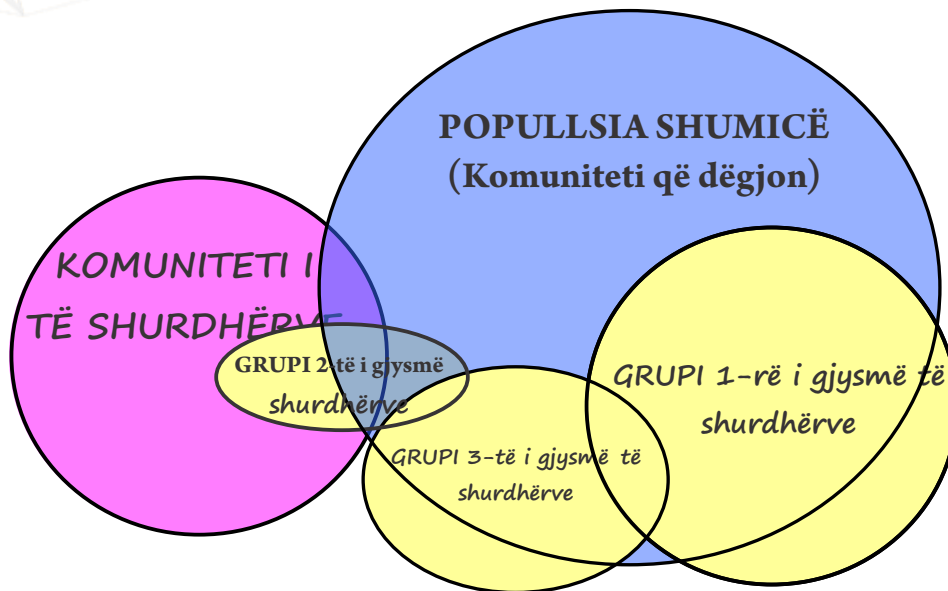 POPULLSIA SHUMICË
(Komuniteti që dëgjon)
KOMUNITETI I
TË SHURDHËRVE
GRUPI 2-të i gjysmë
shurdhërve
GRUPI 1-rë i gjysmë të
shurdhërve
GRUPI 3-të i gjysmë të
shurdhërve